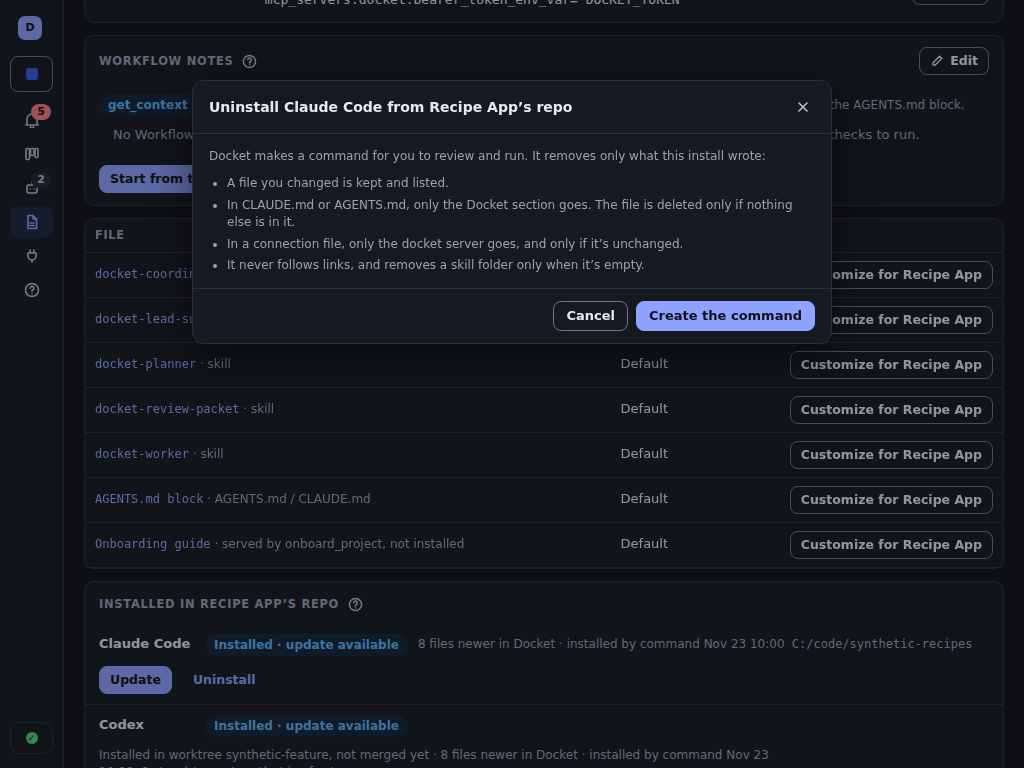 D
mcp_servers.docket.bearer_token_env_var="DOCKET_TOKEN"
WORKFLOW NOTES
Edit
5
2
get_context
the AGENTS.md block.
No Workflow
checks to run.
Start from t
Uninstall Claude Code from Recipe App’s repo
Docket makes a command for you to review and run. It removes only what this install wrote:
• A file you changed is kept and listed.
• In CLAUDE.md or AGENTS.md, only the Docket section goes. The file is deleted only if nothing
else is in it.
• In a connection file, only the docket server goes, and only if it’s unchanged.
• It never follows links, and removes a skill folder only when it’s empty.
Cancel
Create the command
FILE
docket-coordin
omize for Recipe App
docket-lead-su
omize for Recipe App
docket-planner · skill Default Customize for Recipe App
docket-review-packet · skill Default Customize for Recipe App
docket-worker · skill Default Customize for Recipe App
AGENTS.md block · AGENTS.md / CLAUDE.md Default Customize for Recipe App
Onboarding guide · served by onboard_project, not installed Default Customize for Recipe App
INSTALLED IN RECIPE APP’S REPO
Claude Code Installed · update available 8 files newer in Docket · installed by command Nov 23 10:00 C:/code/synthetic-recipes
Update Uninstall
Codex Installed · update available
Installed in worktree synthetic-feature, not merged yet · 8 files newer in Docket · installed by command Nov 23